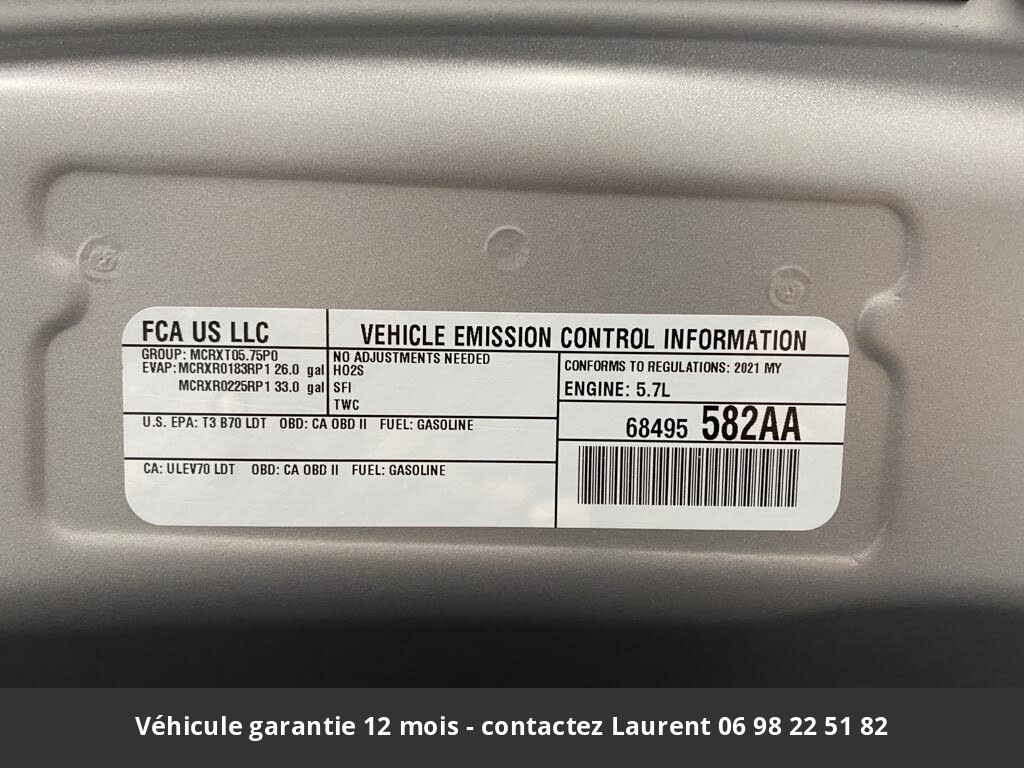 FCA US LLC
VEHICLE EMISSION CONTROL INFORMATION
GROUP: MCRXT05.75P0
EVAP: MCRXR0183RP1 26.0 gal
MCRXR0225RP1 33.0 gal
NO ADJUSTMENTS NEEDED
HO2S
SFI
TWC
CONFORMS TO REGULATIONS: 2021 MY
ENGINE: 5.7L
68495 582AA
U.S. EPA: T3 B70 LDT OBD: CA OBD II FUEL: GASOLINE
CA: ULEV70 LDT OBD: CA OBD II FUEL: GASOLINE
Véhicule garantie 12 mois - contactez Laurent 06 98 22 51 82